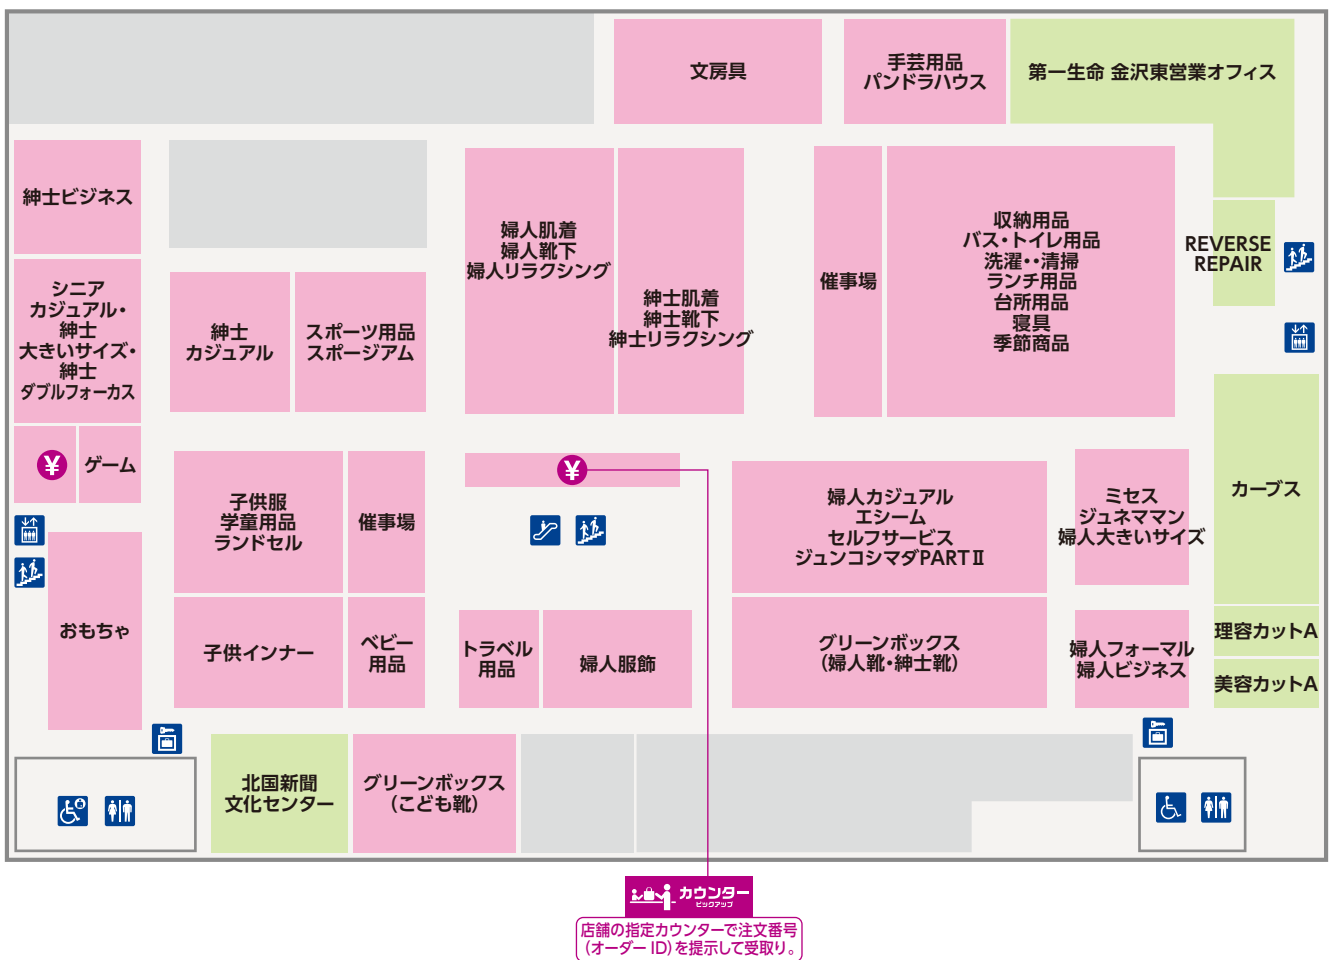 文房具
手芸用品
パンドラハウス
第一生命 金沢東営業オフィス
紳士ビジネス
婦人肌着
婦人靴下
婦人リラクシング
紳士肌着
紳士靴下
紳士リラクシング
催事場
収納用品
バス・トイレ用品
洗濯・・清掃
ランチ用品
台所用品
寝具
季節商品
REVERSE
REPAIR
シニア
カジュアル・
紳士
大きいサイズ・
紳士
ダブルフォーカス
紳士
カジュアル
スポーツ用品
スポージアム
¥
ゲーム
子供服
学童用品
ランドセル
催事場
¥
婦人カジュアル
エシーム
セルフサービス
ジュンコシマダPARTⅡ
ミセス
ジュネママン
婦人大きいサイズ
カーブス
おもちゃ
子供インナー
ベビー
用品
トラベル
用品
婦人服飾
グリーンボックス
(婦人靴・紳士靴)
婦人フォーマル
婦人ビジネス
理容カットA
美容カットA
北国新聞
文化センター
グリーンボックス
(こども靴)
カウンター
ピックアップ
店舗の指定カウンターで注文番号
(オーダーID)を提示して受取り。